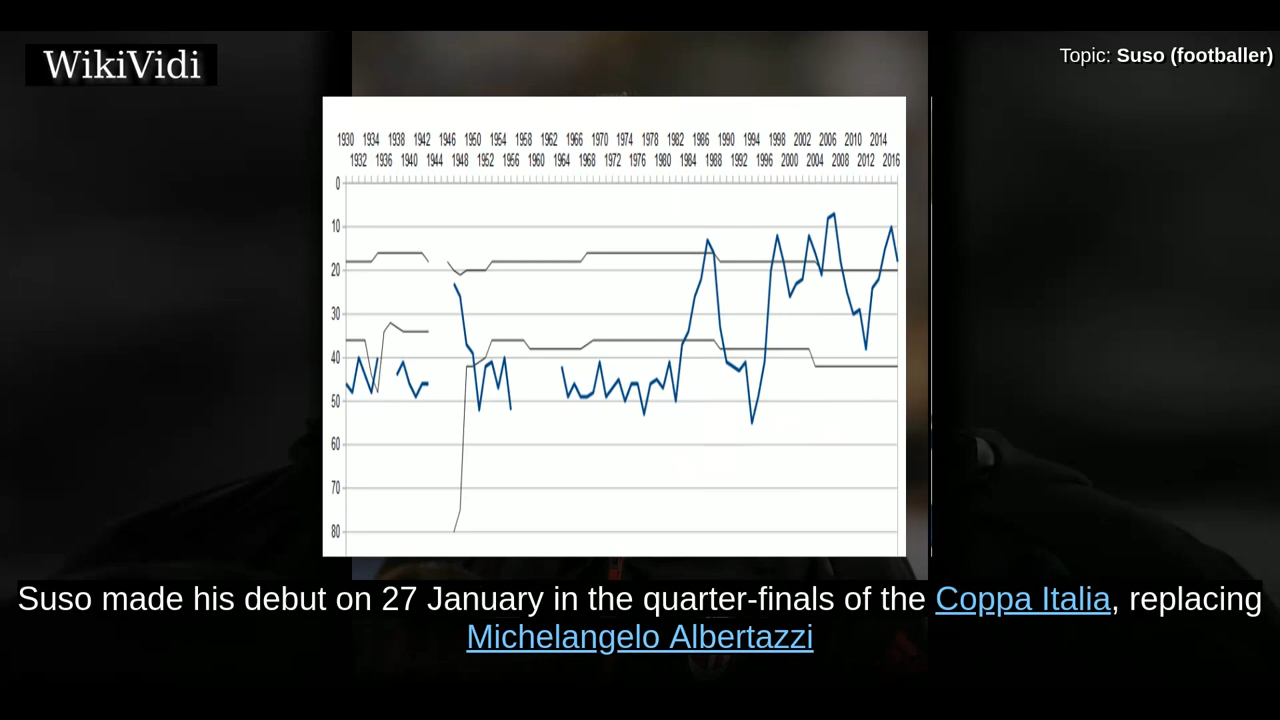 WikiVidi
Topic: Suso (footballer)
1930 1934 1938 1942 1946 1950 1954 1958 1962 1966 1970 1974 1978 1982 1986 1990 1994 1998 2002 2006 2010 2014
1932 1936 1940 1944 1948 1952 1956 1960 1964 1968 1972 1976 1980 1984 1988 1992 1996 2000 2004 2008 2012 2016
0
10
20
30
40
50
60
70
80
Suso made his debut on 27 January in the quarter-finals of the Coppa Italia, replacing
Michelangelo Albertazzi